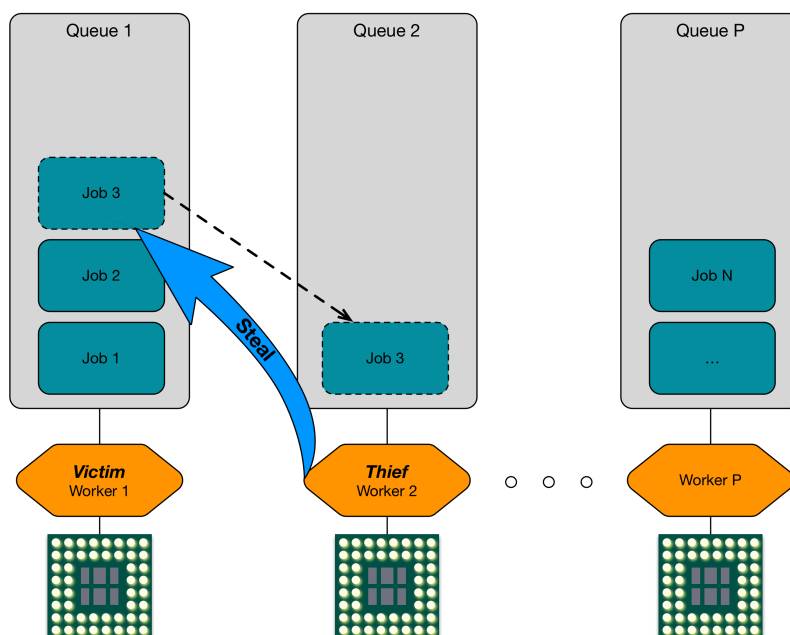 Queue 1
Queue 2
Queue P
Job 3
Job 2
Job N
Steal
Job 1
Job 3
...
Victim
Worker 1
Thief
Worker 2
Worker P